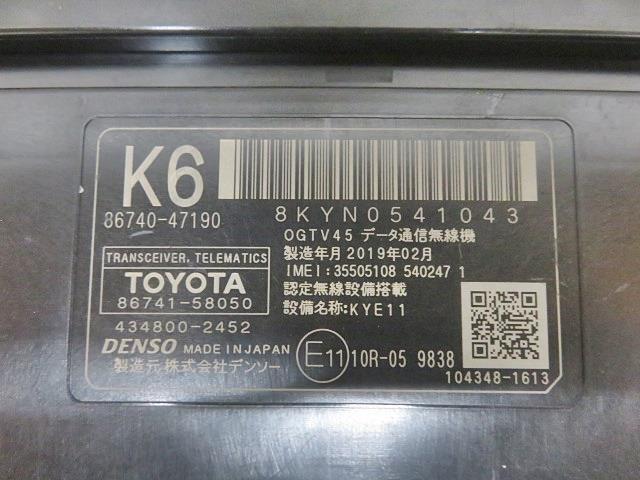 K6
86740-47190
8KYN0541043
TRANSCEIVER, TELEMATICS
TOYOTA
86741-58050
434800-2452
DENSO MADE IN JAPAN
製造元 株式会社デンソー
OGTV45 データ通信無線機
製造年月 2019年02月
IMEI:35505108 540247 1
認定無線設備搭載
設備名称:KYE11
E11 10R-05 9838
104348-1613